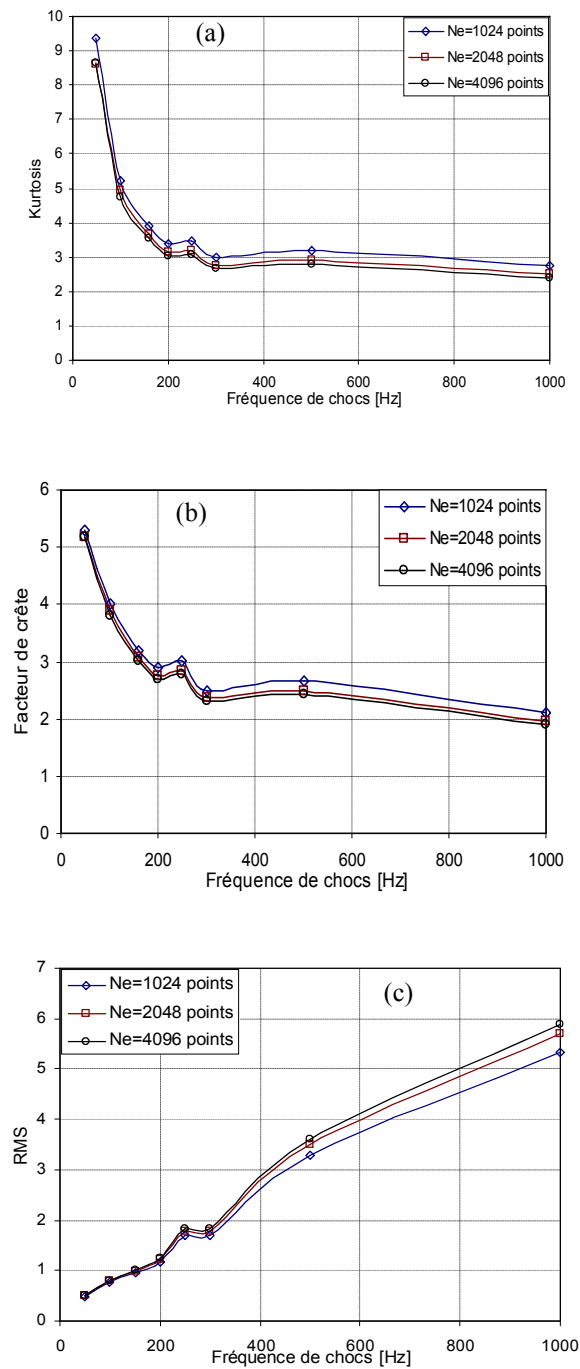 (a)
Ne=1024 points
Ne=2048 points
Ne=4096 points
Kurtosis
10
9
8
7
6
5
4
3
2
1
0
0 200 400 600 800 1000
Fréquence de chocs [Hz]
(b)
Ne=1024 points
Ne=2048 points
Ne=4096 points
Facteur de crête
6
5
4
3
2
1
0
0 200 400 600 800 1000
Fréquence de chocs [Hz]
(c)
Ne=1024 points
Ne=2048 points
Ne=4096 points
RMS
7
6
5
4
3
2
1
0
0 200 400 600 800 1000
Fréquence de chocs [Hz]